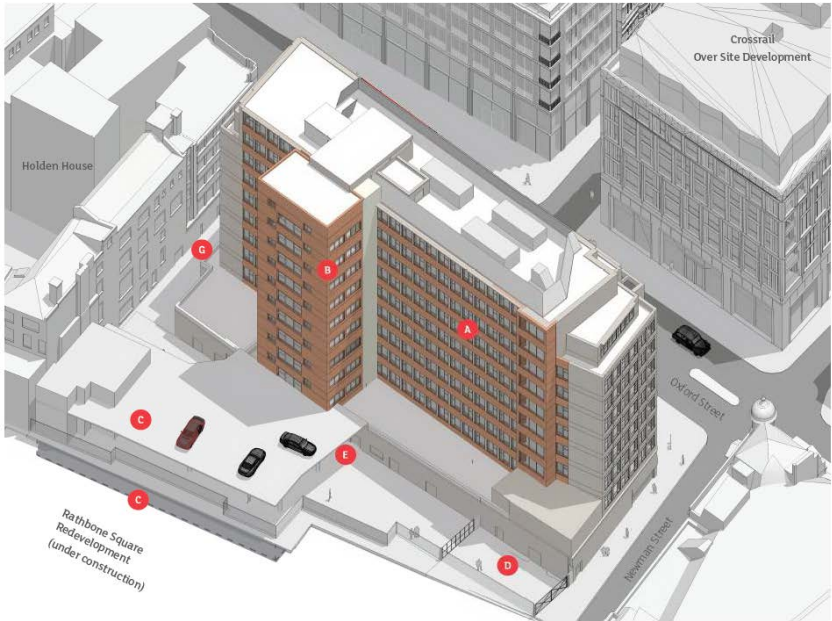 Crossrail
Over Site Development
Holden House
G
B
A
Oxford Street
C
E
C
Rathbone Square
Redevelopment
(under construction)
D
Newman Street